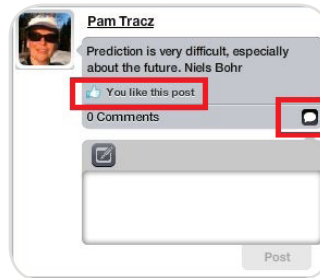 Pam Tracz
Prediction is very difficult, especially
about the future. Niels Bohr
You like this post
0 Comments
Post